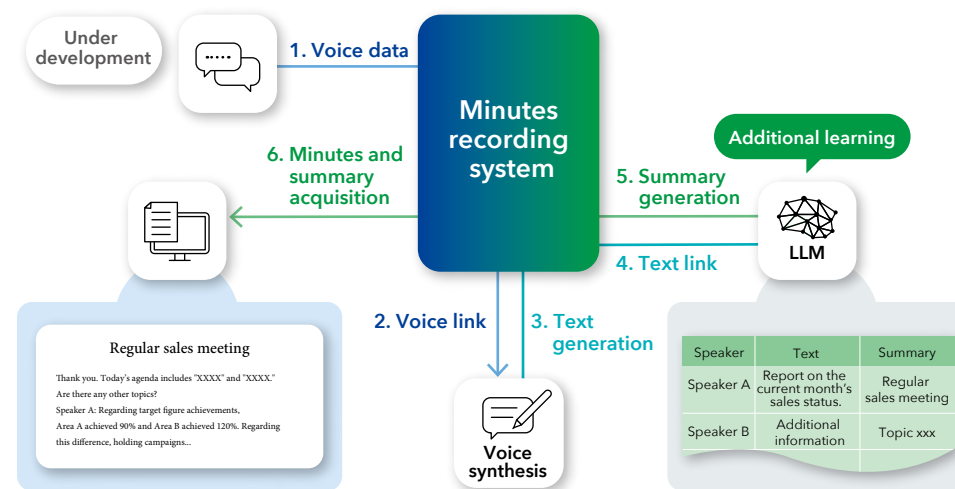 Under
development
1. Voice data
Minutes
recording
system
Additional learning
6. Minutes and
summary
acquisition
5. Summary
generation
LLM
4. Text link
2. Voice link
3. Text
generation
Regular sales meeting
Thank you. Today's agenda includes "XXXX" and "XXXX."
Are there any other topics?
Speaker A: Regarding target figure achievements,
Area A achieved 90% and Area B achieved 120%. Regarding
this difference, holding campaigns...
Voice
synthesis
Speaker Text Summary
Speaker A Report on the current month's sales status. Regular sales meeting
Speaker B Additional information Topic xxx